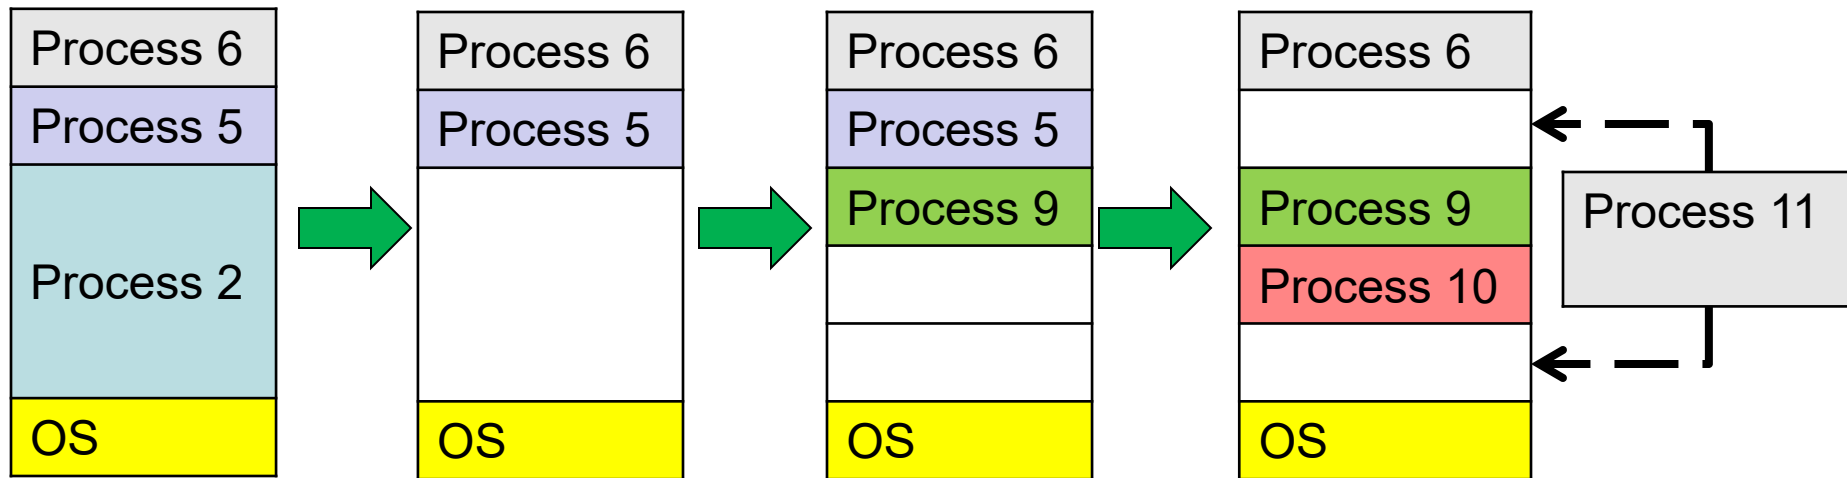 Process 6
Process 5
Process 2
OS
Process 6
Process 5
OS
Process 6
Process 5
Process 9
OS
Process 6
Process 9
Process 10
OS
Process 11